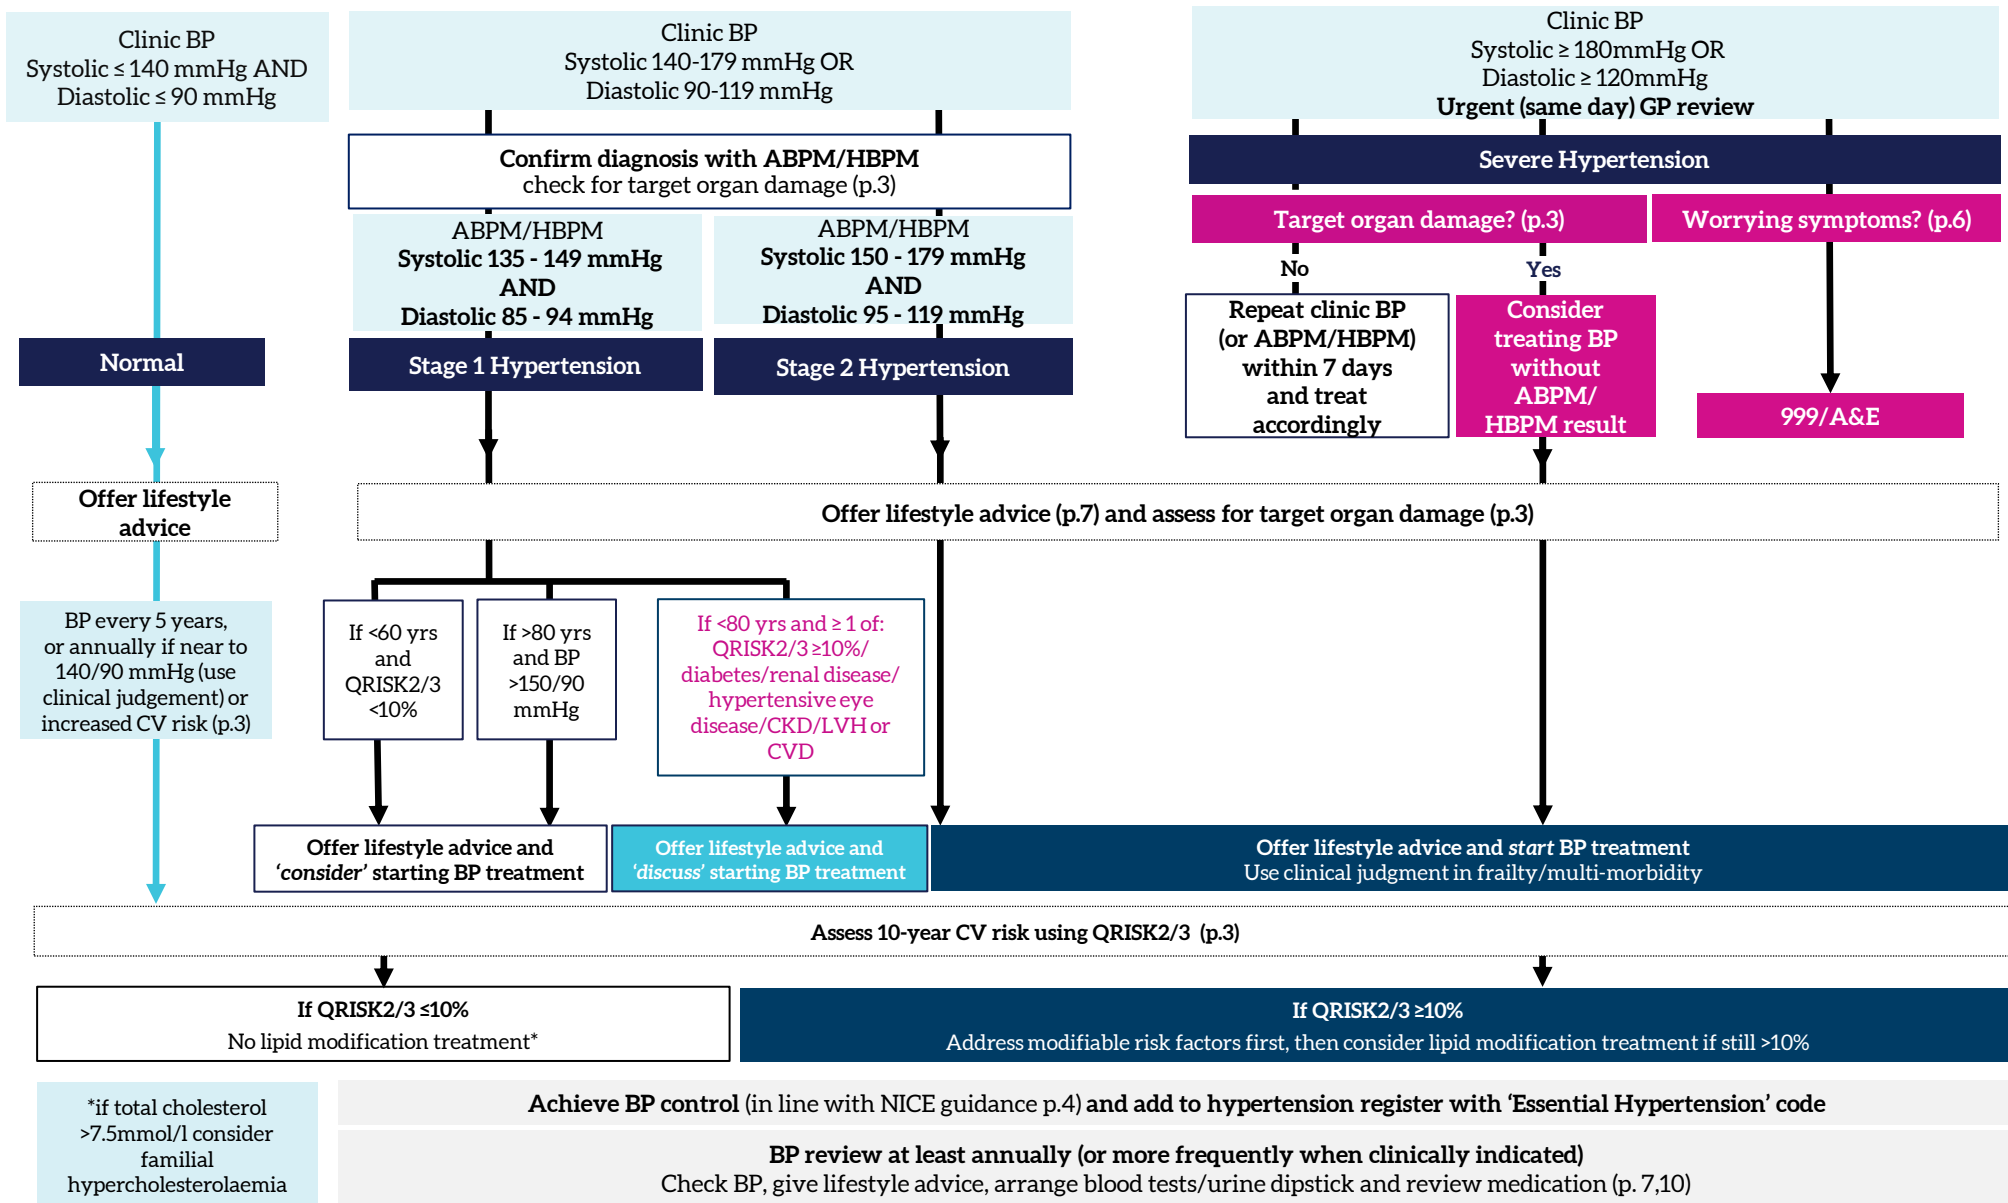 Clinic BP
Systolic ≤ 140 mmHg AND
Diastolic ≤ 90 mmHg
Clinic BP
Systolic 140-179 mmHg OR
Diastolic 90-119 mmHg
Clinic BP
Systolic ≥ 180mmHg OR
Diastolic ≥ 120mmHg
Urgent (same day) GP review
Confirm diagnosis with ABPM/HBPM
check for target organ damage (p.3)
Severe Hypertension
ABPM/HBPM
Systolic 135 - 149 mmHg
AND
Diastolic 85 - 94 mmHg
ABPM/HBPM
Systolic 150 - 179 mmHg
AND
Diastolic 95 - 119 mmHg
Target organ damage? (p.3)
Worrying symptoms? (p.6)
No
Yes
Repeat clinic BP
(or ABPM/HBPM)
within 7 days
and treat
accordingly
Consider
treating BP
without
ABPM/
HBPM result
999/A&E
Normal
Stage 1 Hypertension
Stage 2 Hypertension
Offer lifestyle
advice
Offer lifestyle advice (p.7) and assess for target organ damage (p.3)
BP every 5 years,
or annually if near to
140/90 mmHg (use
clinical judgement) or
increased CV risk (p.3)
If <60 yrs
and
QRISK2/3
<10%
If >80 yrs
and BP
>150/90
mmHg
If <80 yrs and ≥ 1 of:
QRISK2/3 ≥10%/
diabetes/renal disease/
hypertensive eye
disease/CKD/LVH or
CVD
Offer lifestyle advice and
‘consider’ starting BP treatment
Offer lifestyle advice and
‘discuss’ starting BP treatment
Offer lifestyle advice and start BP treatment
Use clinical judgment in frailty/multi-morbidity
Assess 10-year CV risk using QRISK2/3 (p.3)
If QRISK2/3 ≤10%
No lipid modification treatment*
If QRISK2/3 ≥10%
Address modifiable risk factors first, then consider lipid modification treatment if still >10%
*if total cholesterol
>7.5mmol/l consider
familial
hypercholesterolaemia
Achieve BP control (in line with NICE guidance p.4) and add to hypertension register with ‘Essential Hypertension’ code
BP review at least annually (or more frequently when clinically indicated)
Check BP, give lifestyle advice, arrange blood tests/urine dipstick and review medication (p. 7,10)